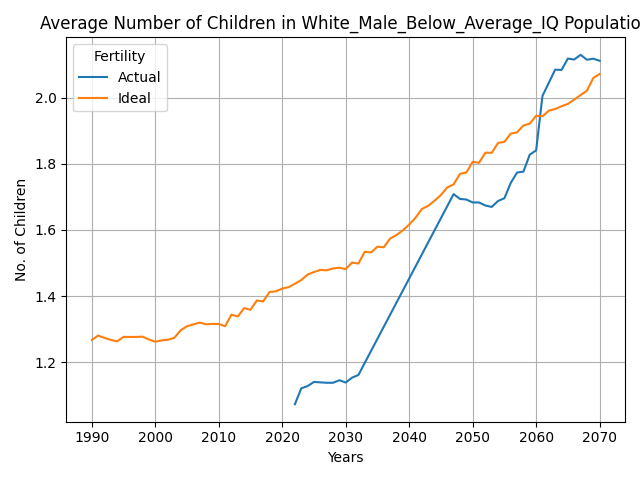 Average Number of Children in White_Male_Below_Average_IQ Populatio
Fertility
Actual
Ideal
No. of Children
2.0
1.8
1.6
1.4
1.2
1990 2000 2010 2020 2030 2040 2050 2060 2070
Years